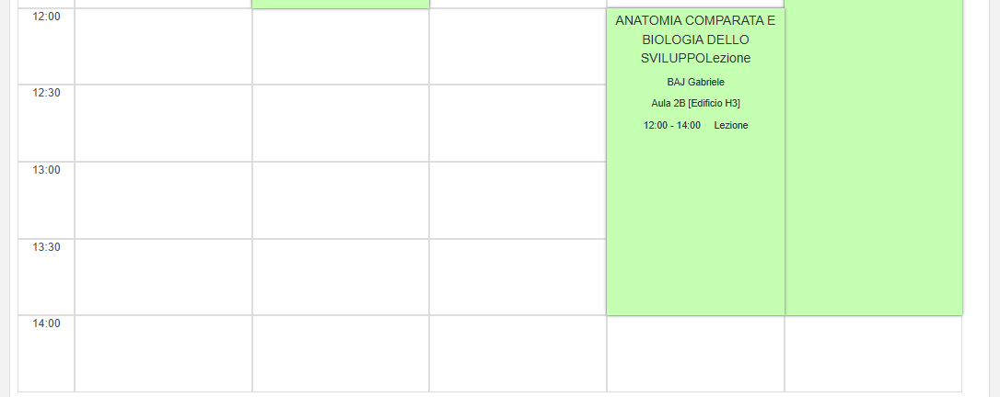 12:00
ANATOMIA COMPARATA E
BIOLOGIA DELLO
SVILUPPOLezione
BAJ Gabriele
12:30
Aula 2B [Edificio H3]
12:00 - 14:00 Lezione
13:00
13:30
14:00